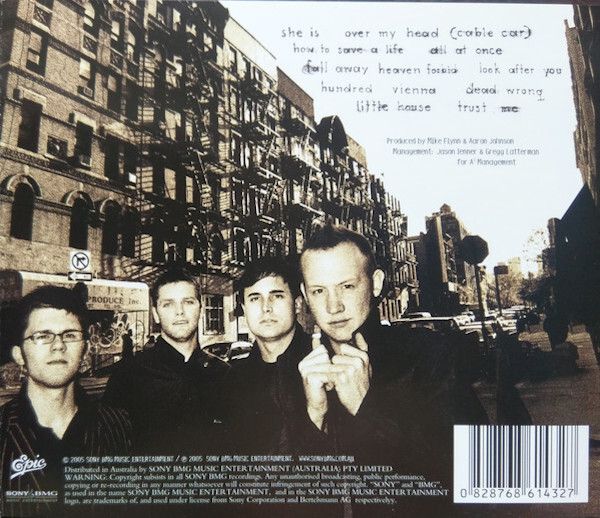 she is over my head (cable car)
how to save a life all at once
fall away heaven forbid look after you
hundred vienna dead wrong
little house trust me
Produced by Mike Flynn & Aaron Johnson
Management: Jason Jenner & Gregg Latterman
for A² Management
PRODUCE Inc.
© 2005 SONY BMG MUSIC ENTERTAINMENT / ℗ 2005 SONY BMG MUSIC ENTERTAINMENT. WWW.SONYBMG.COM.AU
Distributed in Australia by SONY BMG MUSIC ENTERTAINMENT (AUSTRALIA) PTY LIMITED
WARNING: Copyright subsists in all SONY BMG recordings. Any unauthorised broadcasting, public performance,
copying or re-recording in any manner whatsoever will constitute infringement of such copyright. "SONY" and "BMG",
as used in the name SONY BMG MUSIC ENTERTAINMENT, and in the SONY BMG MUSIC ENTERTAINMENT
logo, are trademarks of, and used under license from Sony Corporation and Bertelsmann AG respectively.
Epic
SONY BMG
MUSIC ENTERTAINMENT
0 828768 614327